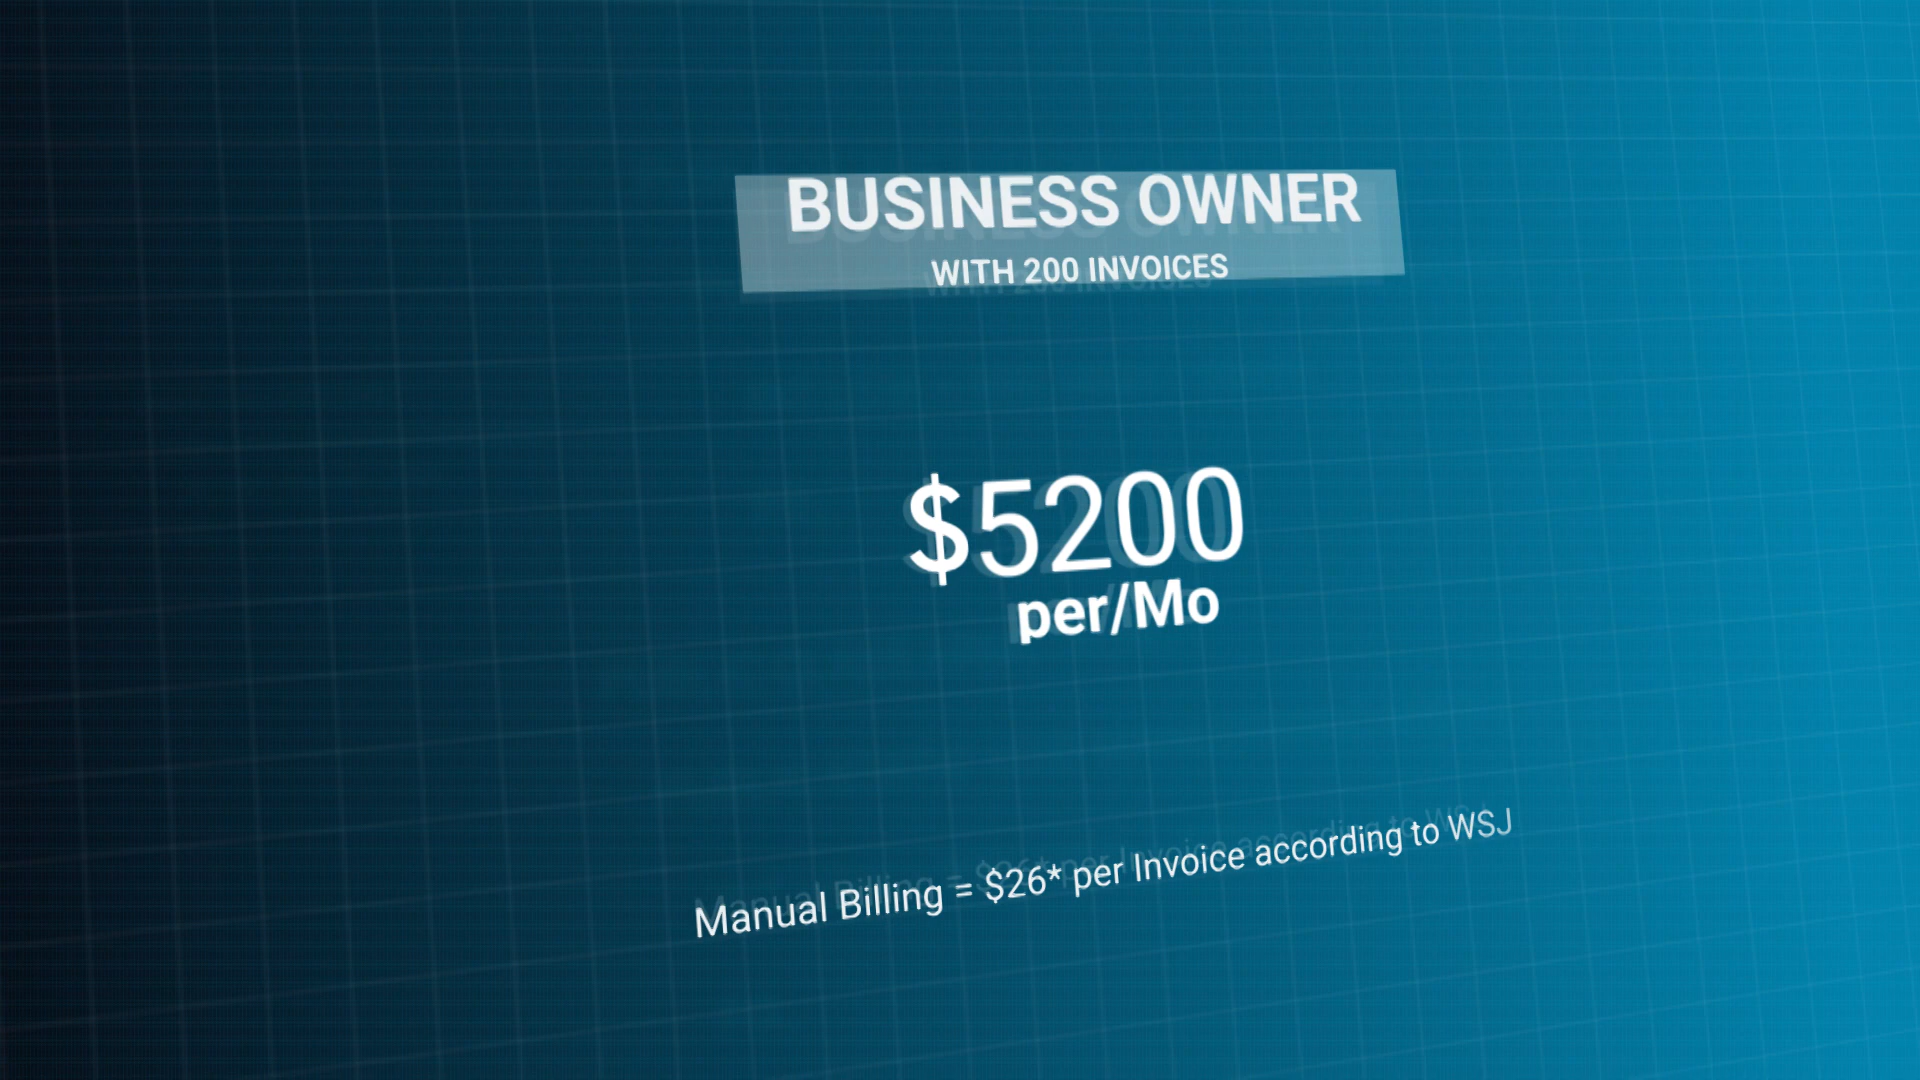 BUSINESS OWNER
WITH 200 INVOICES
$5200
per/Mo
Manual Billing = $26* per Invoice according to WSJ